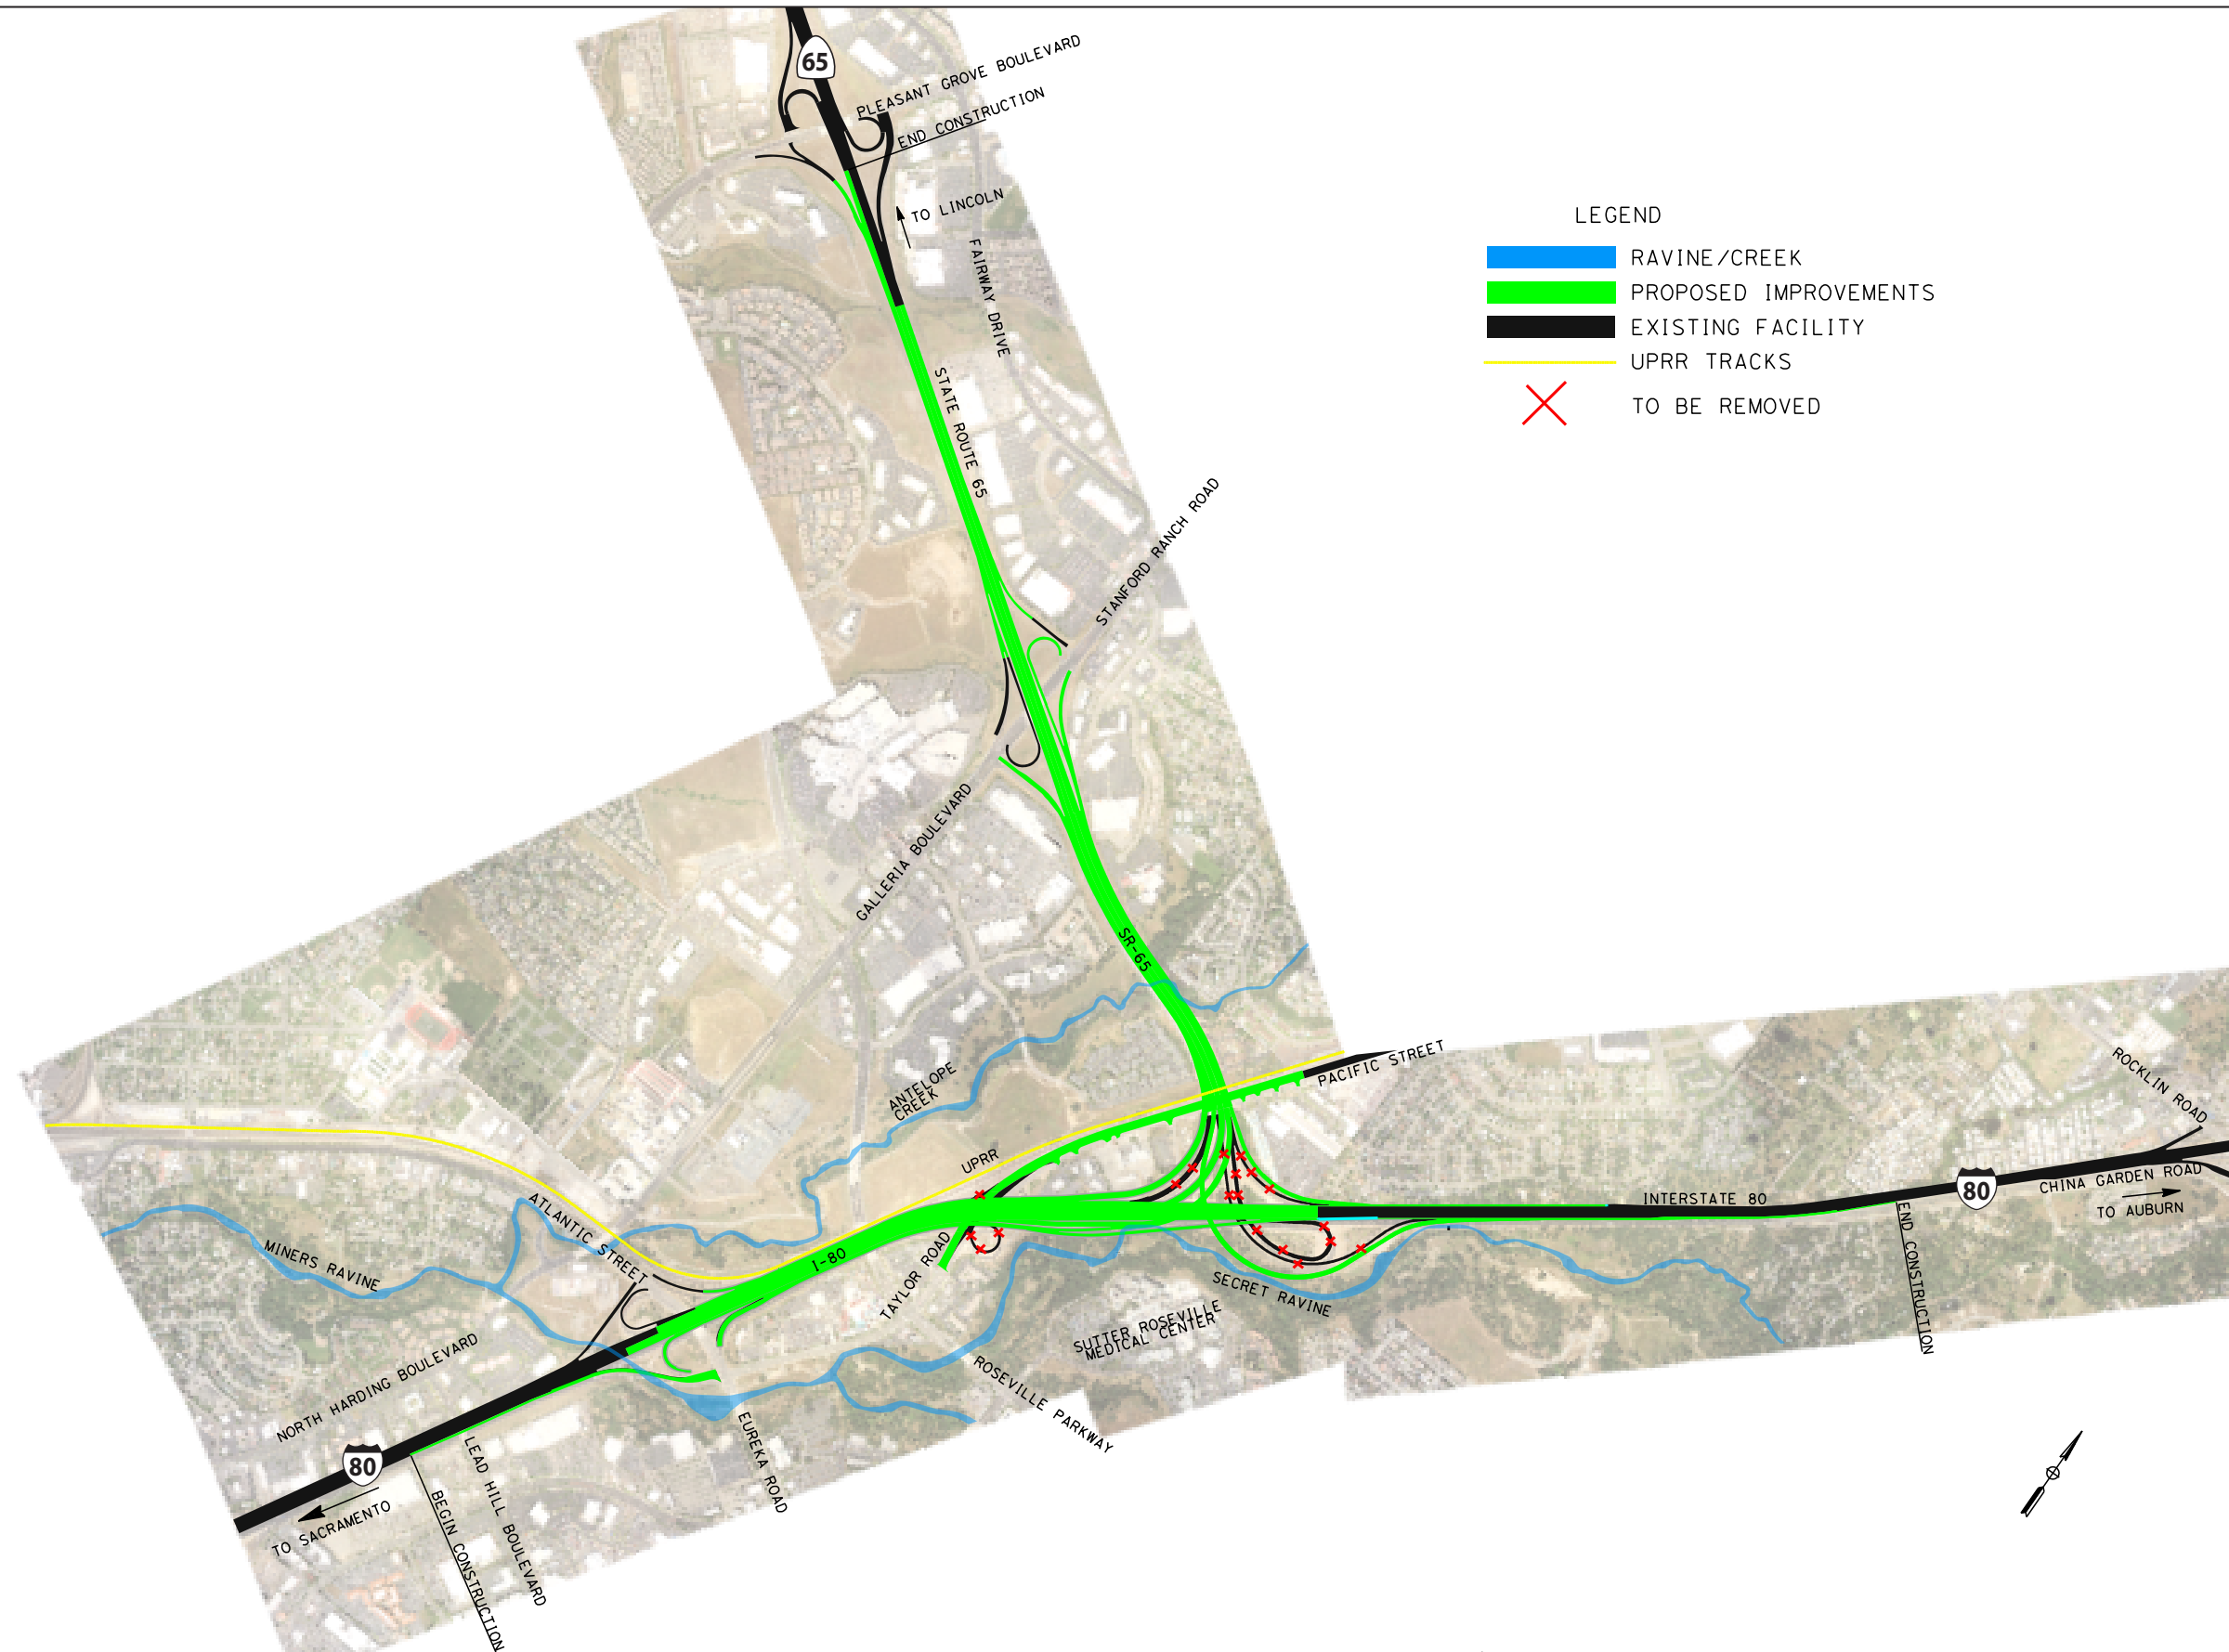 65
PLEASANT GROVE BOULEVARD
END CONSTRUCTION
TO LINCOLN
FAIRWAY DRIVE
LEGEND
RAVINE/CREEK
PROPOSED IMPROVEMENTS
EXISTING FACILITY
UPRR TRACKS
TO BE REMOVED
STATE ROUTE 65
STANFORD RANCH ROAD
GALLERIA BOULEVARD
SR-65
ANTELOPE
CREEK
UPRR
PACIFIC STREET
ROCKLIN ROAD
CHINA GARDEN ROAD
80
INTERSTATE 80
TO AUBURN
END CONSTRUCTION
ATLANTIC STREET
MINERS RAVINE
I-80
TAYLOR ROAD
SECRET RAVINE
SUTTER ROSEVILLE
MEDICAL CENTER
ROSEVILLE PARKWAY
NORTH HARDING BOULEVARD
EUREKA ROAD
LEAD HILL BOULEVARD
80
TO SACRAMENTO
BEGIN CONSTRUCTION